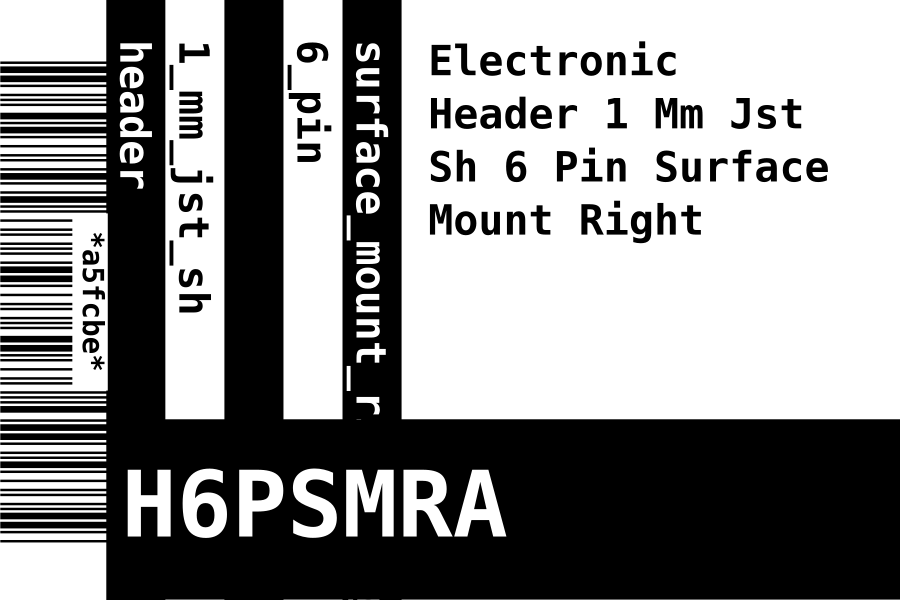 *a5fcbe*
header
1_mm_jst_sh
6_pin
surface_mount_r
Electronic
Header 1 Mm Jst
Sh 6 Pin Surface
Mount Right
H6PSMRA